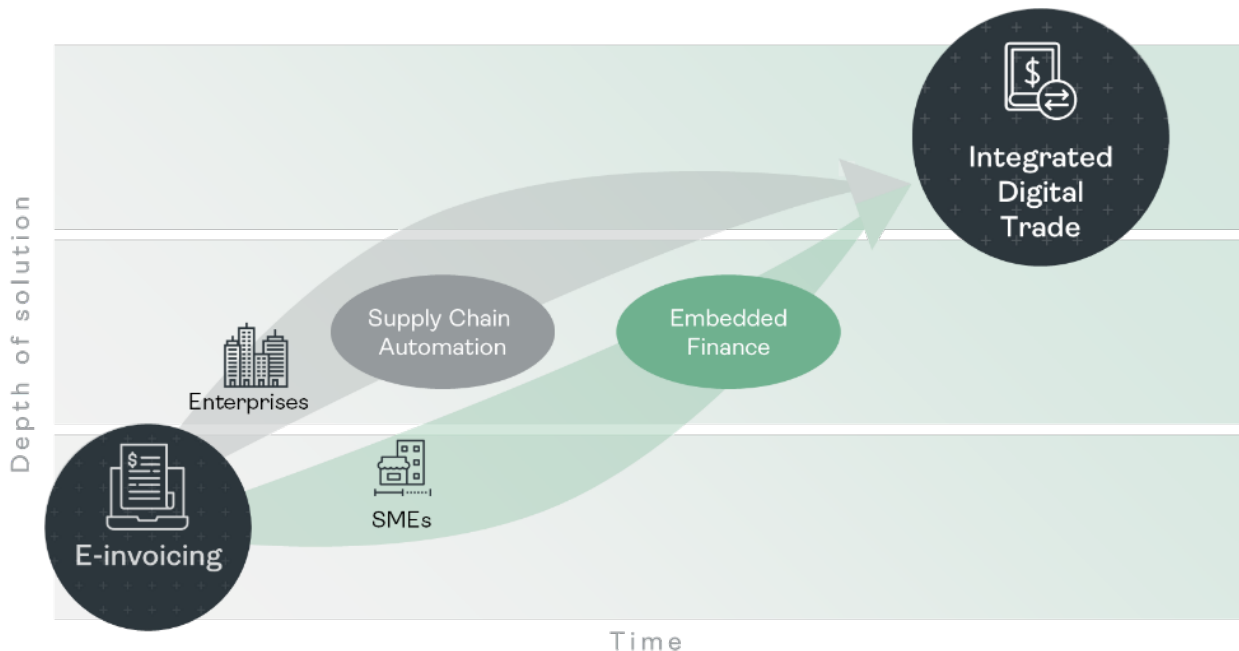 Integrated
Digital
Trade
Depth of solution
Supply Chain
Automation
Embedded
Finance
Enterprises
SMEs
E-invoicing
Time